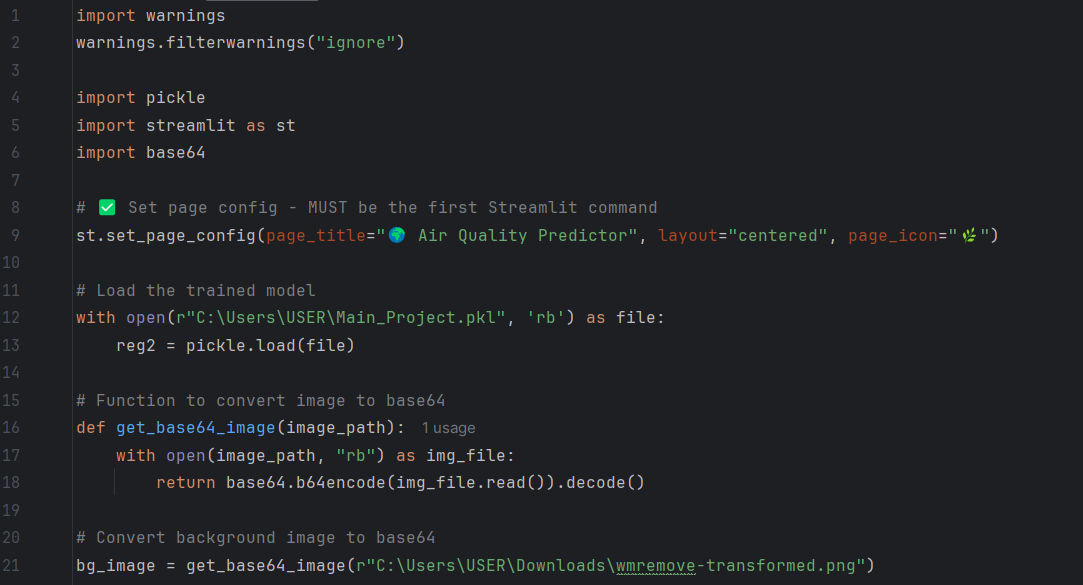 1 import warnings
2 warnings.filterwarnings("ignore")
3
4 import pickle
5 import streamlit as st
6 import base64
7
8 # ✅ Set page config - MUST be the first Streamlit command
9 st.set_page_config(page_title="🌍 Air Quality Predictor", layout="centered", page_icon="🌿")
10
11 # Load the trained model
12 with open(r"C:\Users\USER\Main_Project.pkl", 'rb') as file:
13     reg2 = pickle.load(file)
14
15 # Function to convert image to base64
16 def get_base64_image(image_path): 1 usage
17     with open(image_path, "rb") as img_file:
18         return base64.b64encode(img_file.read()).decode()
19
20 # Convert background image to base64
21 bg_image = get_base64_image(r"C:\Users\USER\Downloads\wmremove-transformed.png")